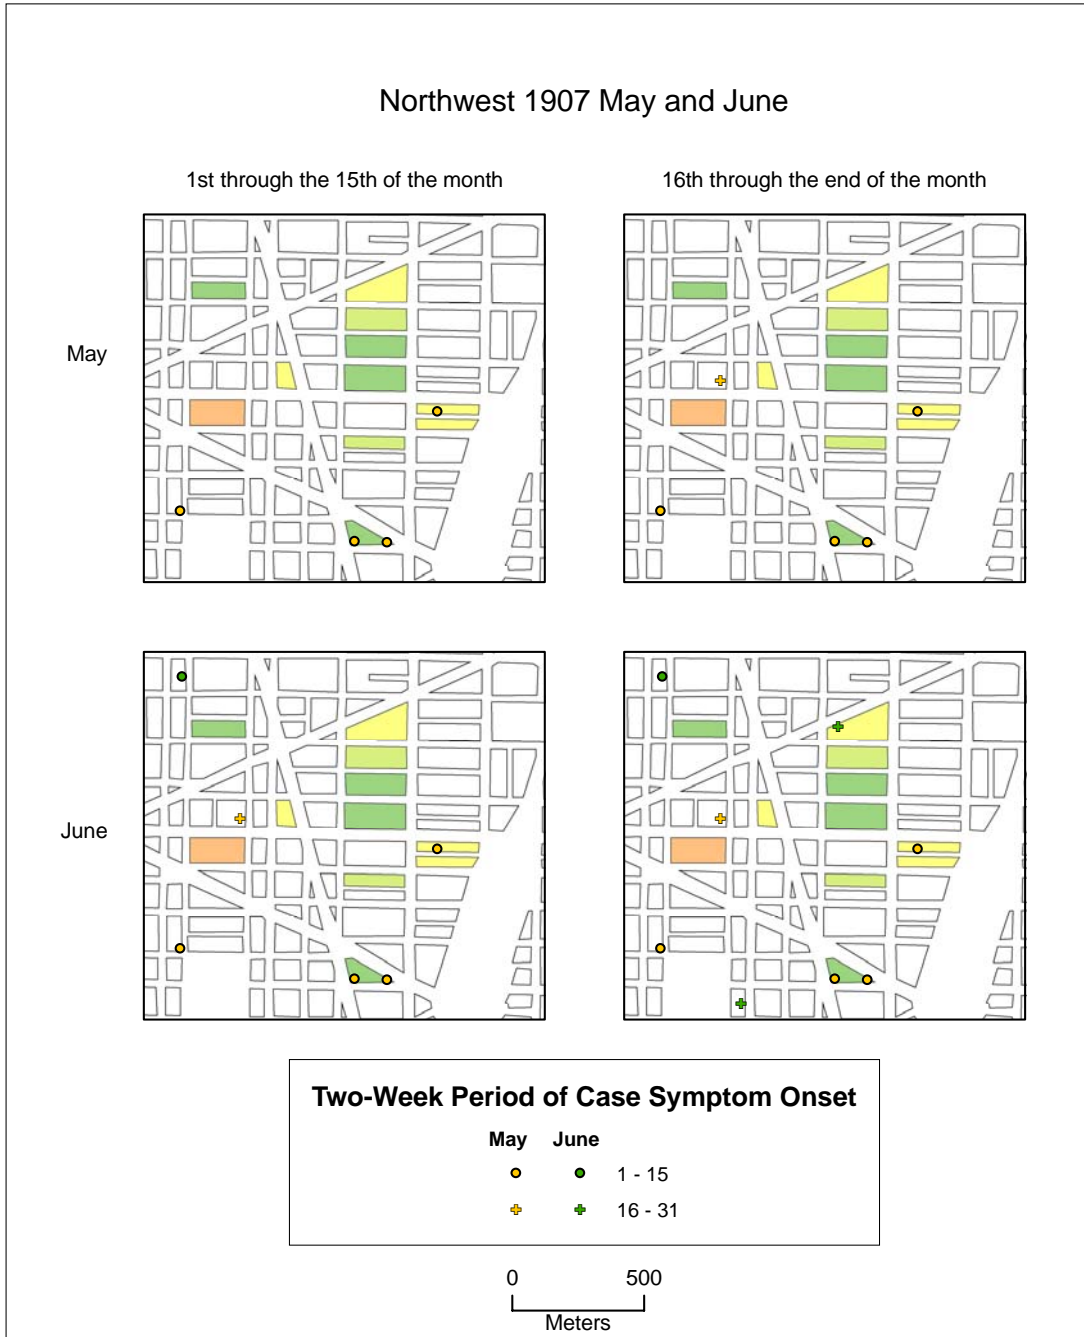 Northwest 1907 May and June
1st through the 15th of the month
16th through the end of the month
May
June
Two-Week Period of Case Symptom Onset
May June
1 - 15
16 - 31
0 500
Meters